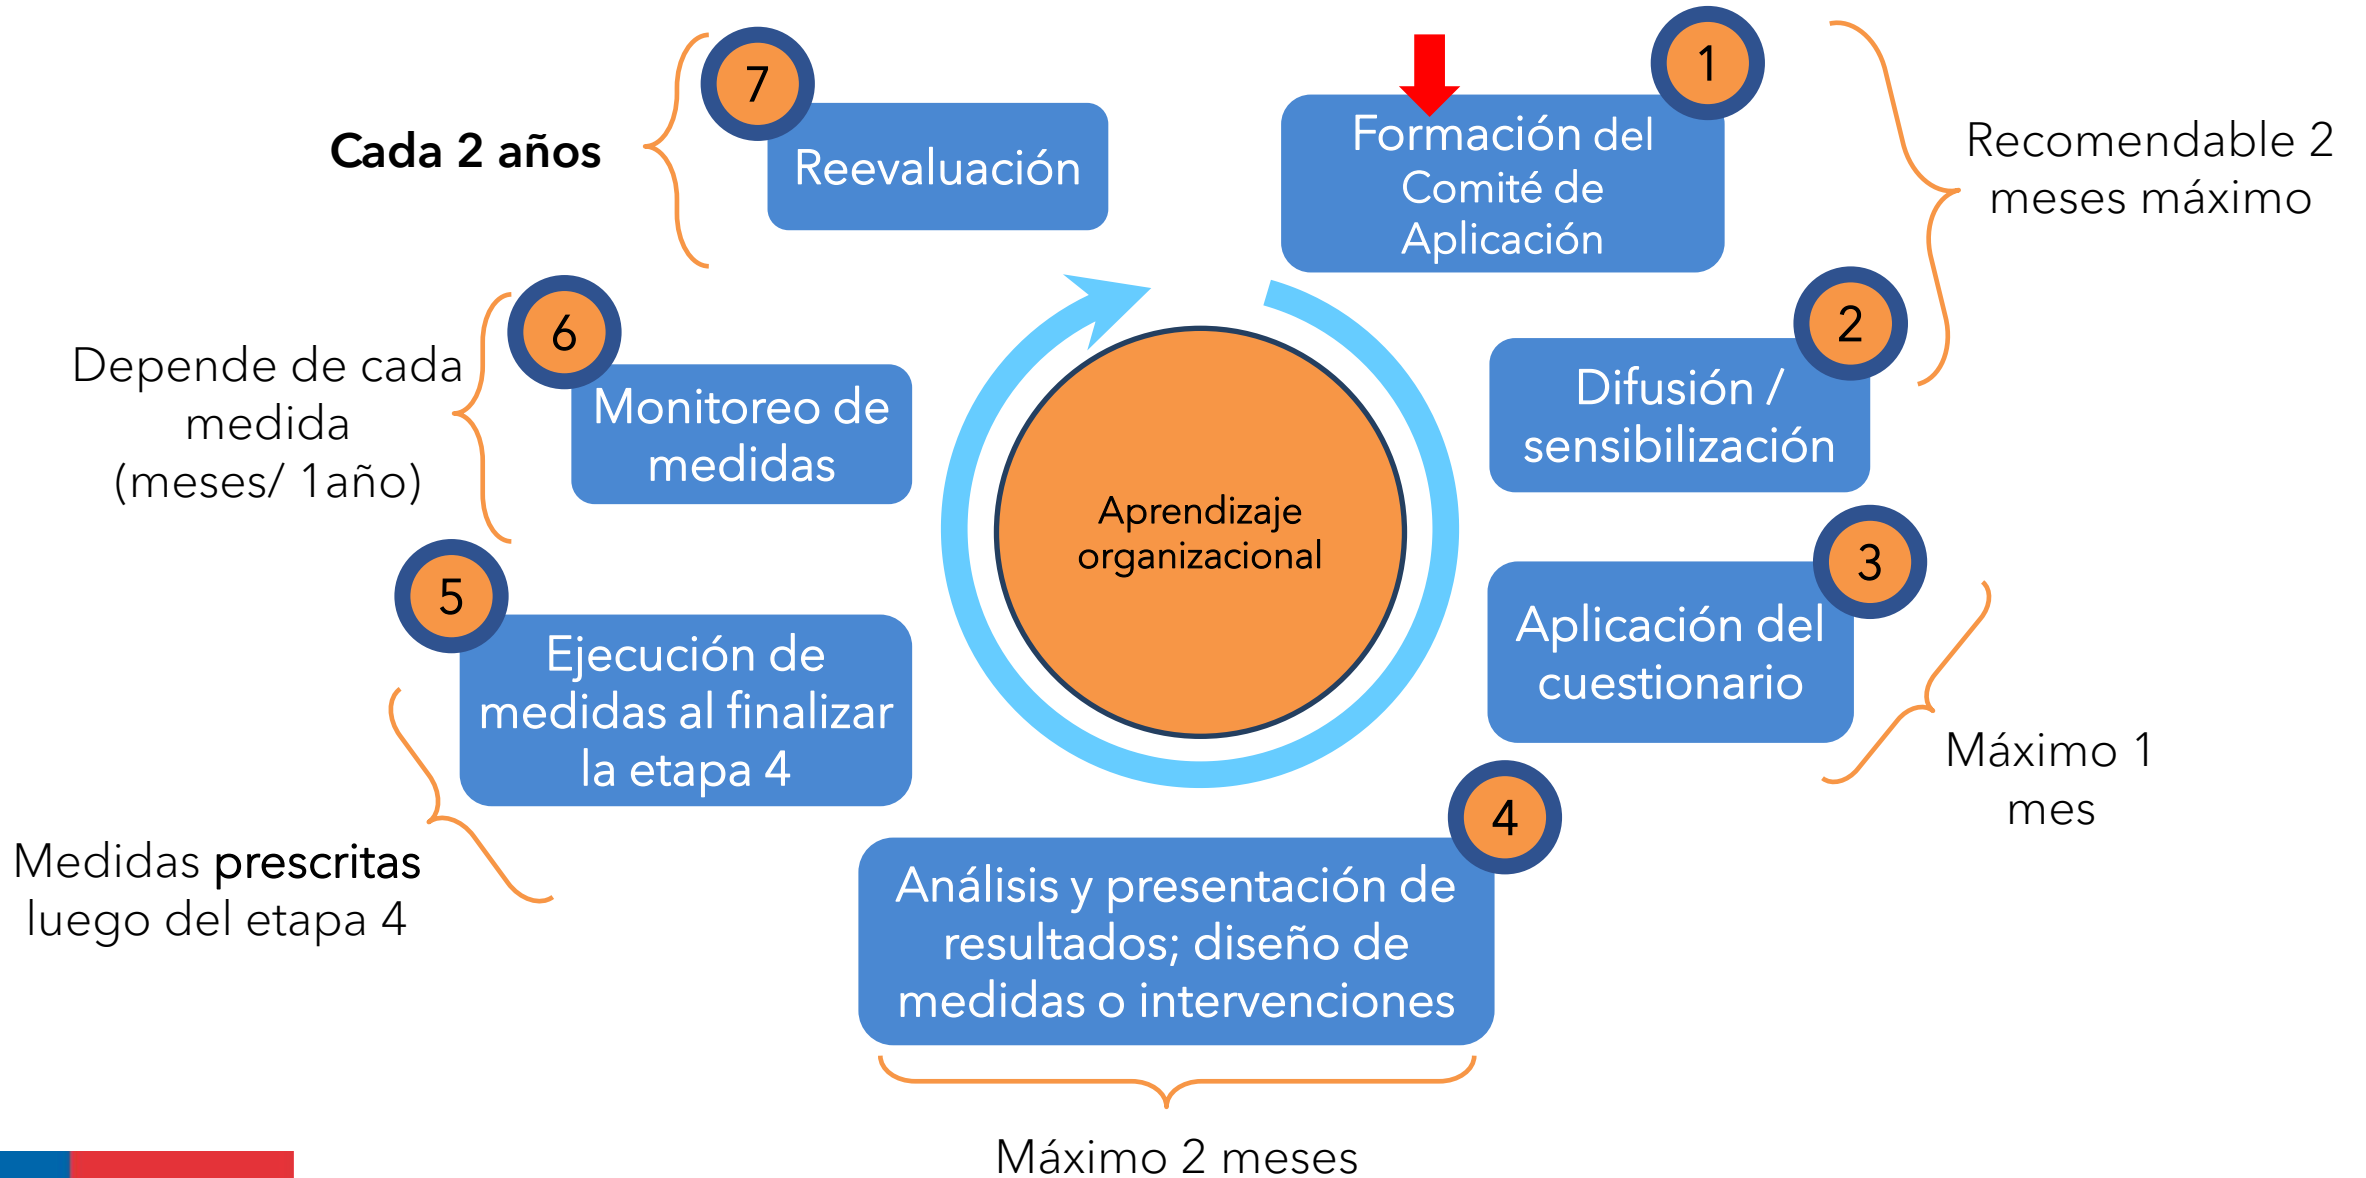 1
Formación del
Comité de
Aplicación
Recomendable 2
meses máximo
2
Difusión /
sensibilización
3
Aplicación del
cuestionario
Máximo 1
mes
4
Análisis y presentación de
resultados; diseño de
medidas o intervenciones
Máximo 2 meses
5
Ejecución de
medidas al finalizar
la etapa 4
Medidas prescritas
luego del etapa 4
6
Monitoreo de
medidas
Depende de cada
medida
(meses/ 1año)
7
Reevaluación
Cada 2 años
Aprendizaje
organizacional